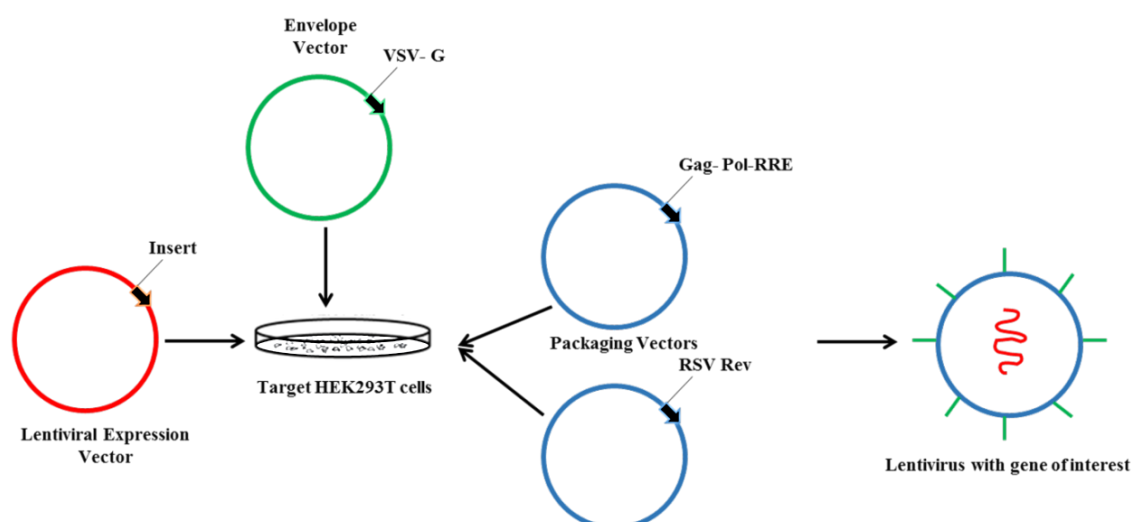 Envelope
Vector
VSV- G
Gag- Pol-RRE
Insert
Packaging Vectors
RSV Rev
Target HEK293T cells
Lentiviral Expression
Vector
Lentivirus with gene of interest